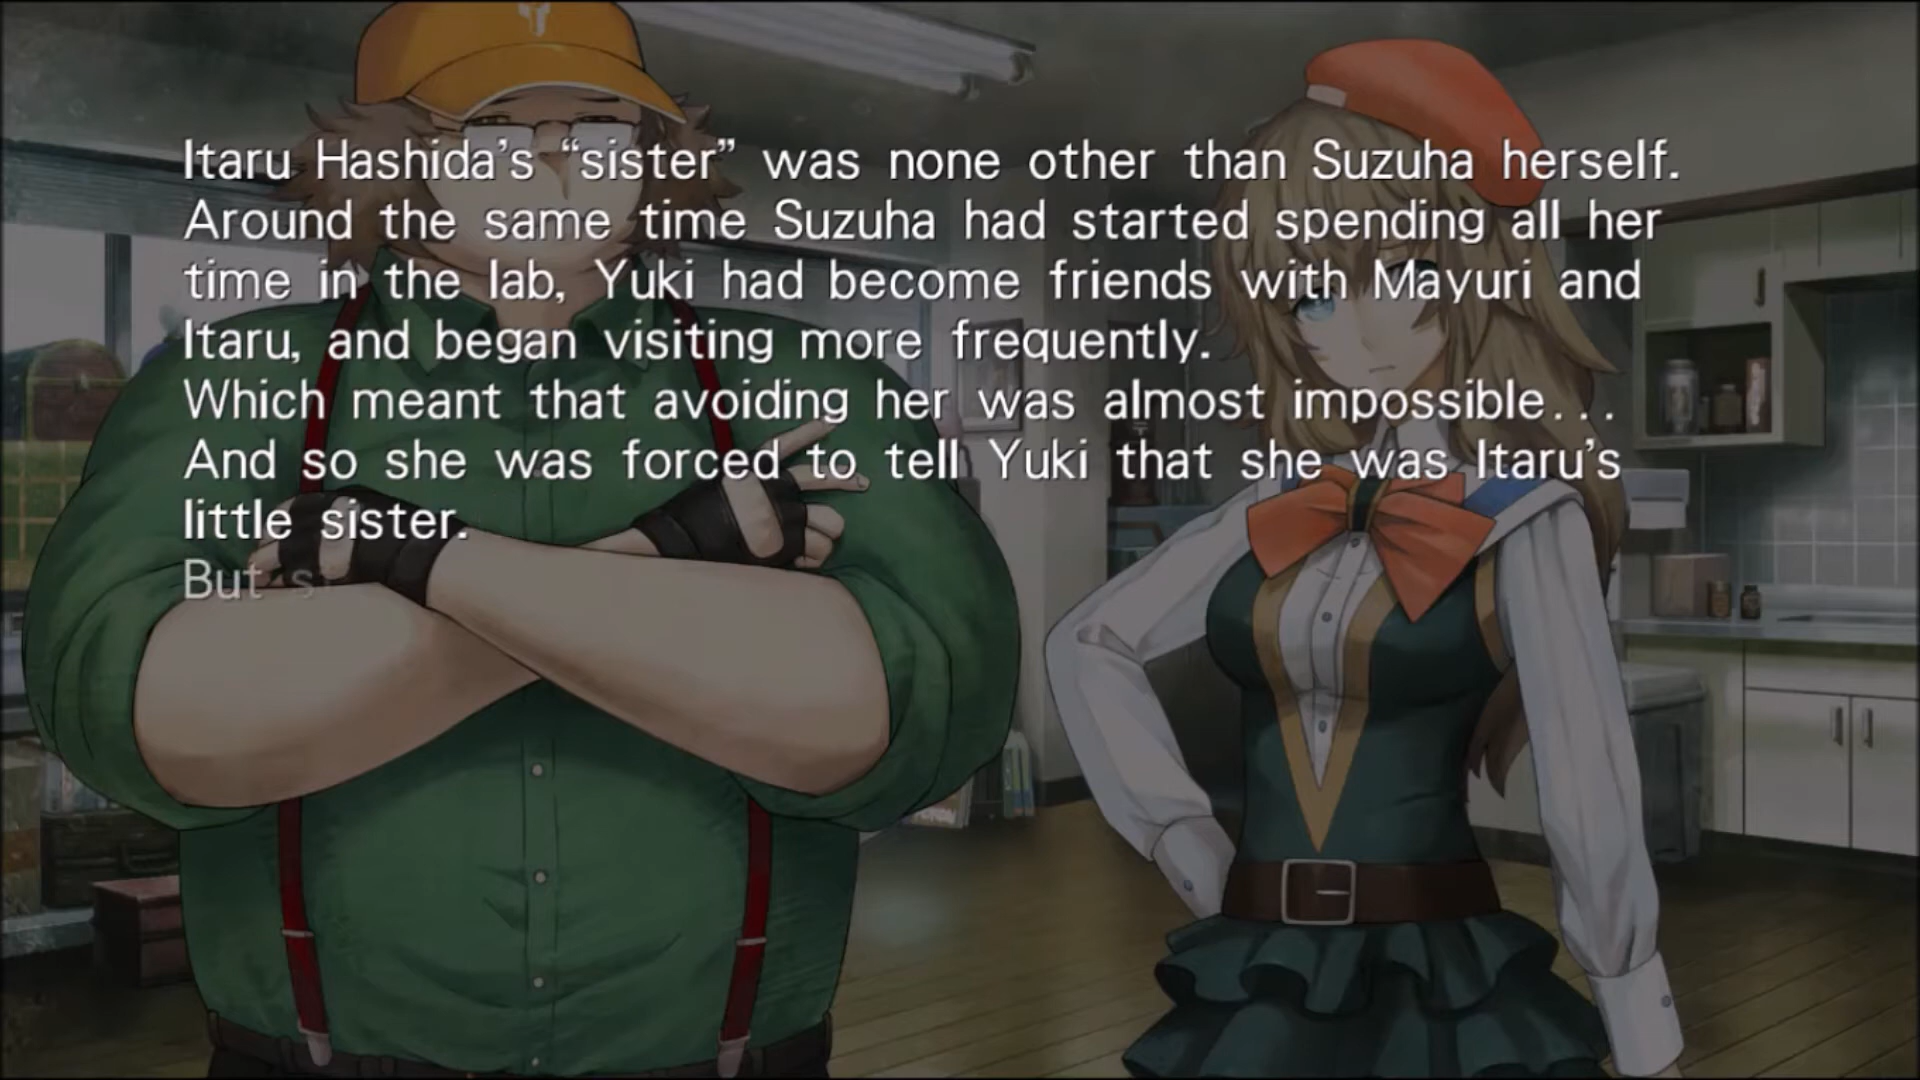 Itaru Hashida’s “sister” was none other than Suzuha herself.
Around the same time Suzuha had started spending all her
time in the lab, Yuki had become friends with Mayuri and
Itaru, and began visiting more frequently.
Which meant that avoiding her was almost impossible...
And so she was forced to tell Yuki that she was Itaru’s
little sister.
But